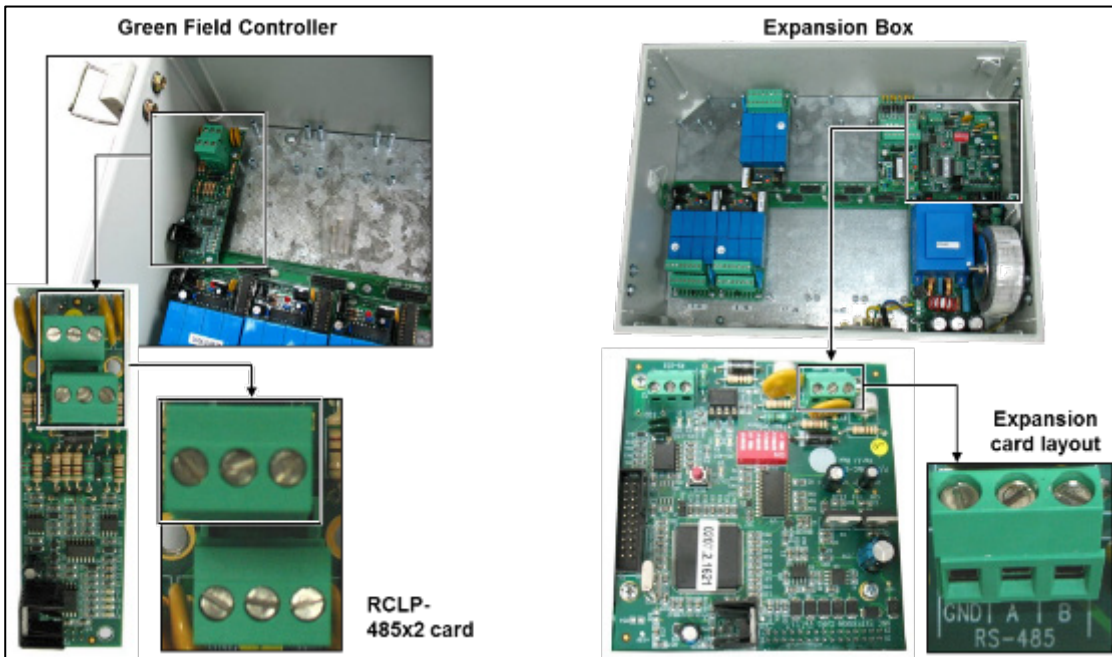 Green Field Controller
Expansion Box
Expansion
card layout
RCLP-
485x2 card
GND A B
RS-485